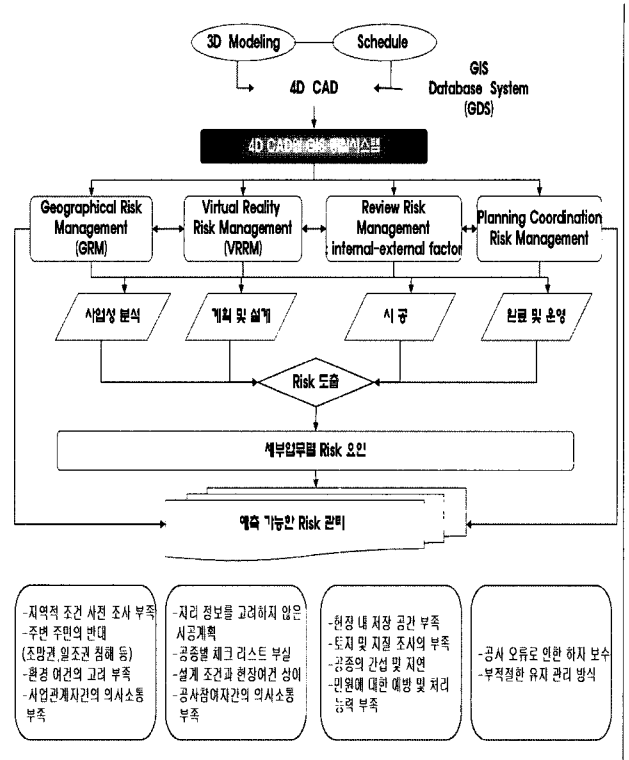 3D Modeling
Schedule
4D CAD
GIS
Database System
(GDS)
4D CAD와 GIS
Geographical Risk
Management
(GRM)
Virtual Reality
Risk Management
(VRRM)
Review Risk
Management
: internal-external factor
Planning Coordination
Risk Management
사업성 분석
계획 및 설계
시 공
완료 및 운영
Risk 도출
세부업무별 Risk 요인
예측 가능한 Risk 관리
-지역적 조건 사전 조사 부족
-주변 주민의 반대
(조망권,일조권 침해 등)
-환경 여건의 고려 부족
-사업관계자간의 의사소통
부족
-지리 정보를 고려하지 않은
시공계획
-공종별 체크 리스트 부실
-설계 조건과 현장여건 상이
-공사참여자간의 의사소통
부족
-현장 내 저장 공간 부족
-토지 및 지질 조사의 부족
-공종의 간섭 및 지연
-민원에 대한 예방 및 처리
능력 부족
-공사 오류로 인한 하자 보수
-부적절한 유지 관리 방식